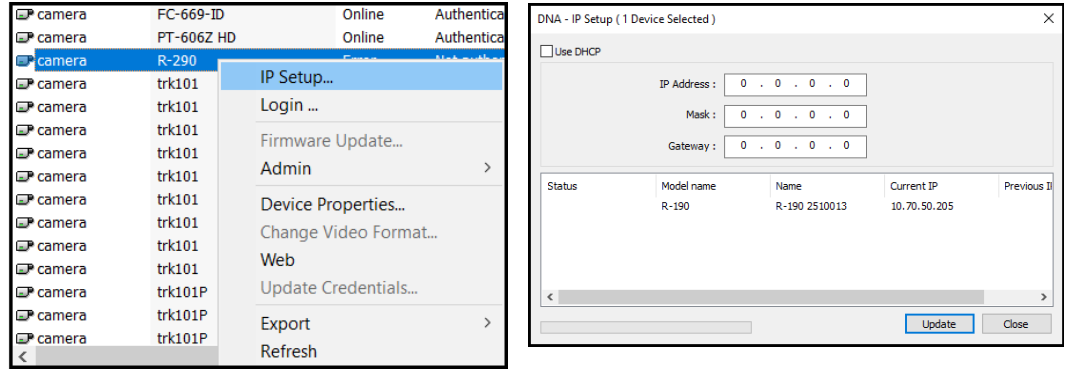 camera FC-669-ID Online Authentica
camera PT-606Z HD Online Authentica
camera R-290
camera trk101
camera trk101
camera trk101
camera trk101
camera trk101
camera trk101
camera trk101
camera trk101
camera trk101
camera trk101P
camera trk101P
camera trk101P
IP Setup...
Login ...
Firmware Update...
Admin
Device Properties...
Change Video Format...
Web
Update Credentials...
Export
Refresh
DNA - IP Setup ( 1 Device Selected )
Use DHCP
IP Address : 0 . 0 . 0 . 0
Mask : 0 . 0 . 0 . 0
Gateway : 0 . 0 . 0 . 0
Status Model name Name Current IP Previous I
R-190 R-190 2510013 10.70.50.205
Update Close